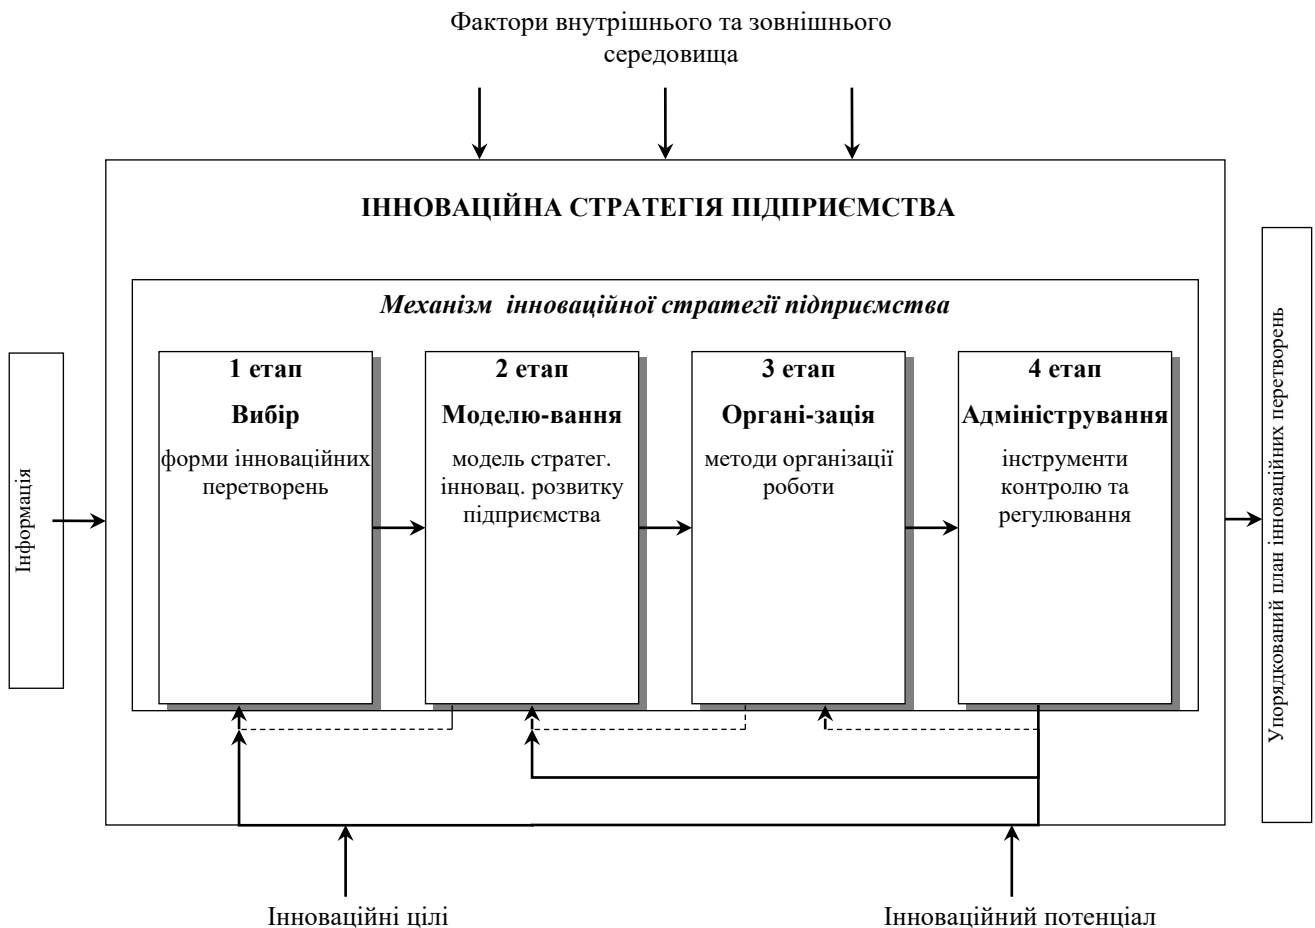 Фактори внутрішнього та зовнішнього
середовища
ІННОВАЦІЙНА СТРАТЕГІЯ ПІДПРИЄМСТВА
Механізм інноваційної стратегії підприємства
Інформація
1 етап
Вибір
форми інноваційних
перетворень
2 етап
Моделю-вання
модель стратег.
інновац. розвитку
підприємства
3 етап
Органі-зація
методи організації
роботи
4 етап
Адміністрування
інструменти
контролю та
регулювання
Упорядкований план інноваційних перетворень
Інноваційні цілі
Інноваційний потенціал